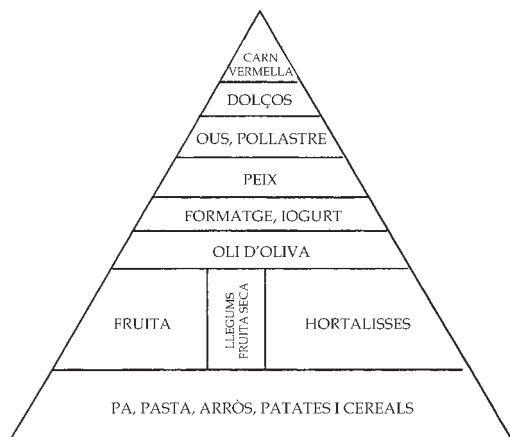 CARN
VERMELLA
DOLÇOS
OUS, POLLASTRE
PEIX
FORMATGE, IOGURT
OLI D'OLIVA
FRUITA
LLEGUMS
FRUITA SECA
HORTALISSES
PA, PASTA, ARRÒS, PATATES I CEREALS